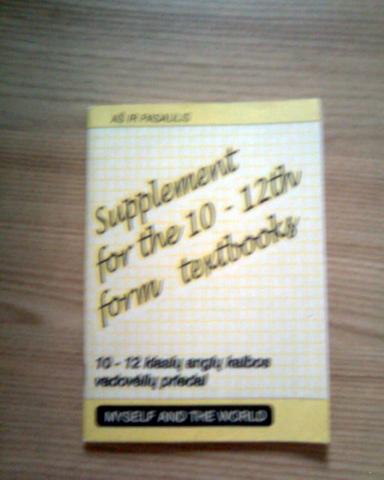 AŠ IR PASAULIS
Supplement
for the 10 - 12th
form textbooks
10 - 12 klasių anglų kalbos
vadovėlių priedai
MYSELF AND THE WORLD